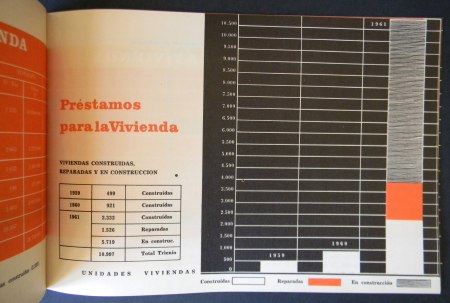 NDA
Préstamos
para la Vivienda
VIVIENDAS CONSTRUIDAS,
REPARADAS Y EN CONSTRUCCION
1959 499 Construidas
1960 921 Construidas
1961 2.333 Construidas
1.526 Reparadas
5.719 En construc.
10.997 Total Trienio
UNIDADES VIVIENDAS
10.500
10.000
9.500
9.000
8.500
8.000
7.500
7.000
6.500
6.000
5.500
5.000
4.500
4.000
3.500
3.000
2.500
2.000
1.500
1.000
500
0
1959
1960
1961
Construídas
Reparadas
En construcción
construidas